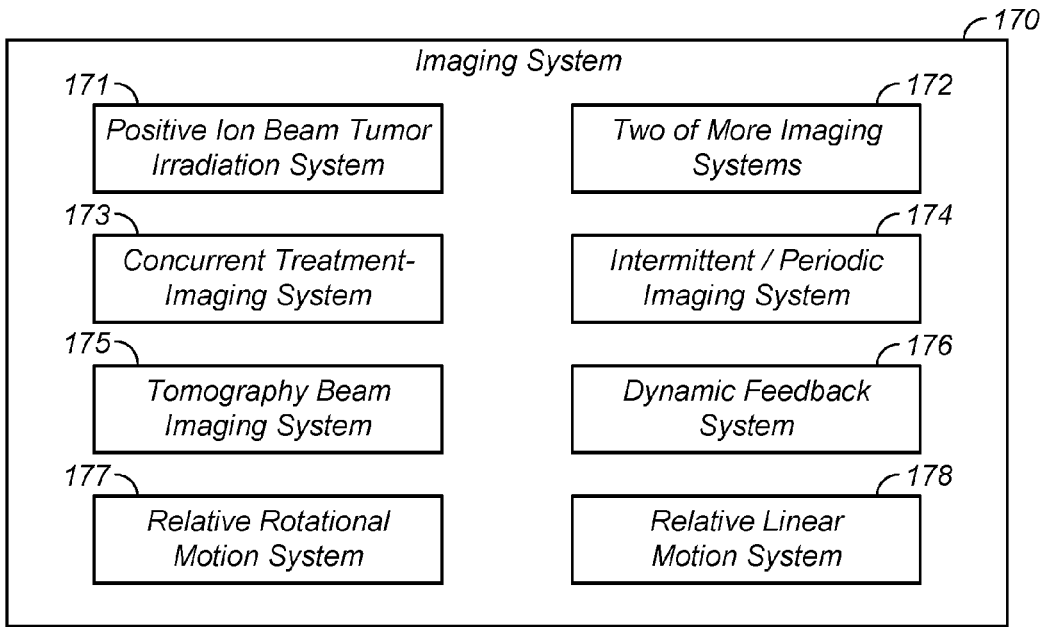 170
Imaging System
171
Positive Ion Beam Tumor
Irradiation System
172
Two of More Imaging
Systems
173
Concurrent Treatment-
Imaging System
174
Intermittent / Periodic
Imaging System
175
Tomography Beam
Imaging System
176
Dynamic Feedback
System
177
Relative Rotational
Motion System
178
Relative Linear
Motion System